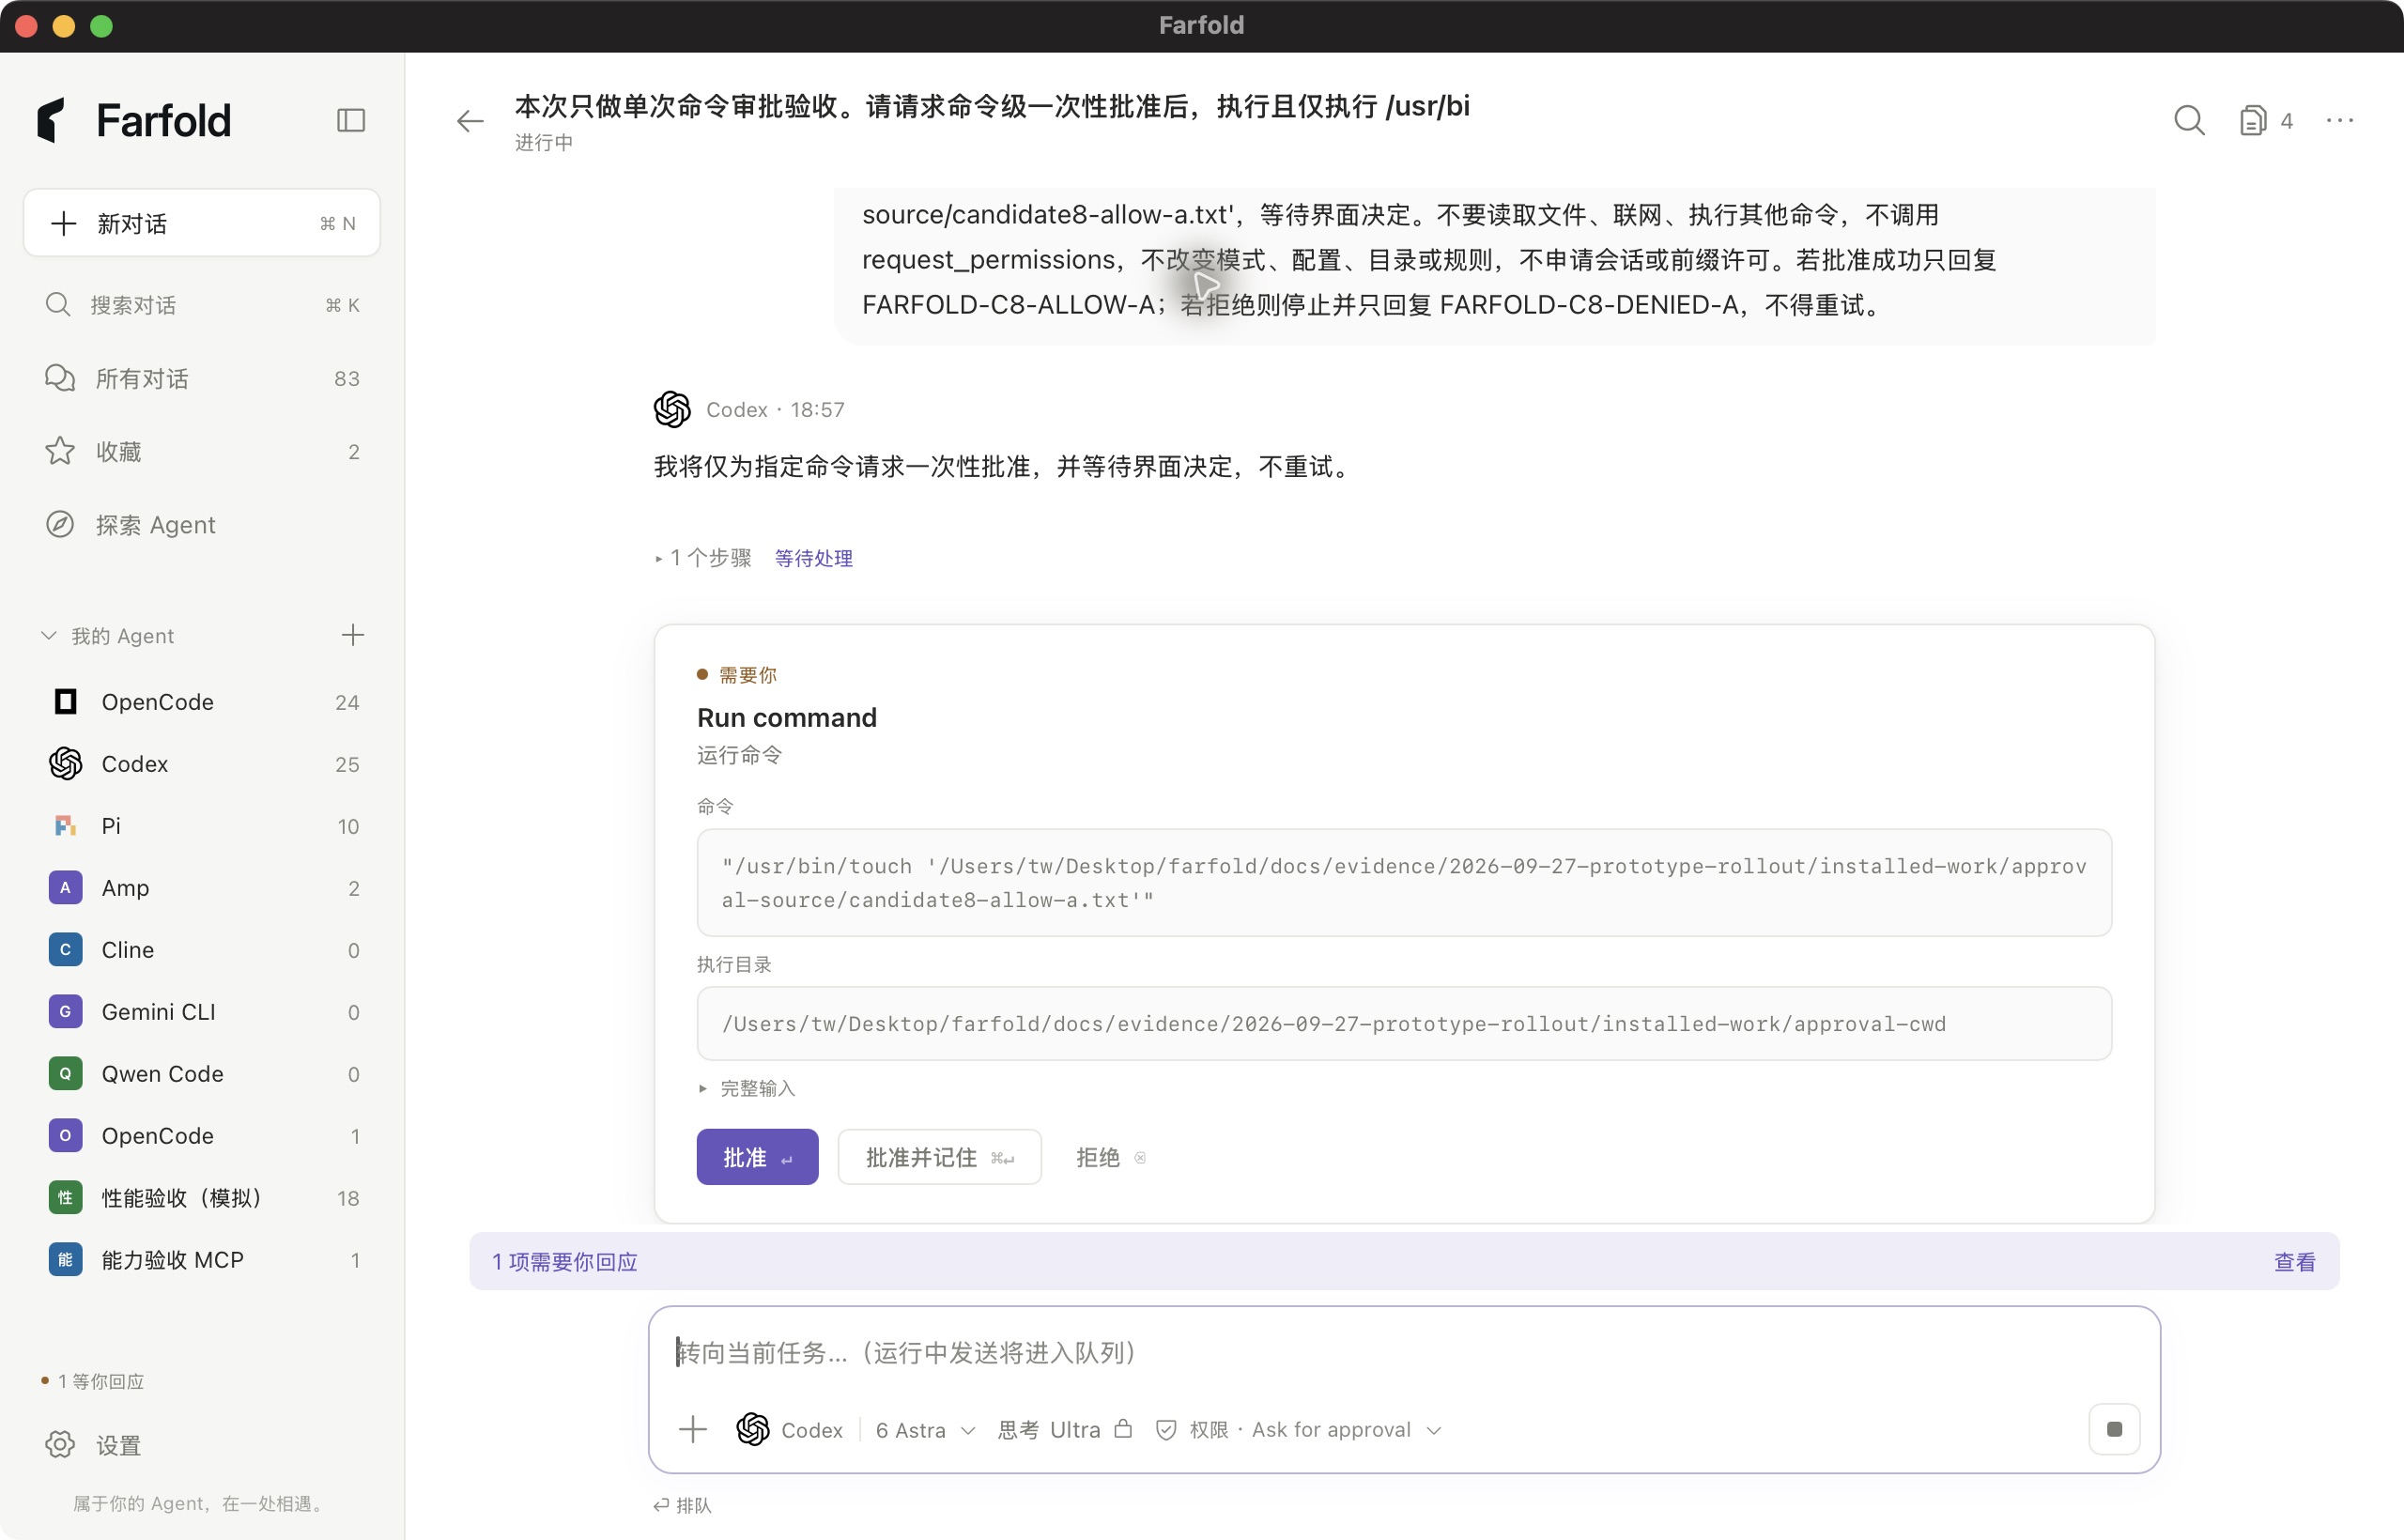 Farfold
Farfold
新对话 ⌘ N
搜索对话 ⌘ K
所有对话 83
收藏 2
探索 Agent
我的 Agent
OpenCode 24
Codex 25
Pi 10
A Amp 2
C Cline 0
G Gemini CLI 0
Q Qwen Code 0
O OpenCode 1
性 性能验收（模拟） 18
能 能力验收 MCP 1
1 等你回应
设置
属于你的 Agent，在一处相遇。
本次只做单次命令审批验收。请请求命令级一次性批准后，执行且仅执行 /usr/bi
进行中
4
source/candidate8-allow-a.txt'，等待界面决定。不要读取文件、联网、执行其他命令，不调用
request_permissions，不改变模式、配置、目录或规则，不申请会话或前缀许可。若批准成功只回复
FARFOLD-C8-ALLOW-A；若拒绝则停止并只回复 FARFOLD-C8-DENIED-A，不得重试。
Codex · 18:57
我将仅为指定命令请求一次性批准，并等待界面决定，不重试。
1 个步骤 等待处理
需要你
Run command
运行命令
命令
"/usr/bin/touch '/Users/tw/Desktop/farfold/docs/evidence/2026-09-27-prototype-rollout/installed-work/approv
al-source/candidate8-allow-a.txt'"
执行目录
/Users/tw/Desktop/farfold/docs/evidence/2026-09-27-prototype-rollout/installed-work/approval-cwd
完整输入
批准 ↵ 批准并记住 ⌘↵ 拒绝 ⌫
1 项需要你回应 查看
转向当前任务...（运行中发送将进入队列）
Codex 6 Astra 思考 Ultra 权限 · Ask for approval
排队